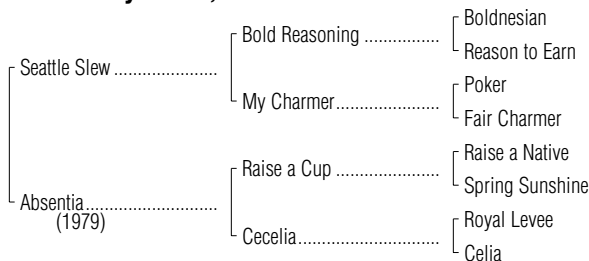 Boldnesian
Bold Reasoning ..................
Reason to Earn
Seattle Slew .........................
Poker
My Charmer.........................
Fair Charmer
Raise a Native
Raise a Cup .........................
Spring Sunshine
Absentia................................
(1979)
Royal Levee
Cecelia..................................
Celia